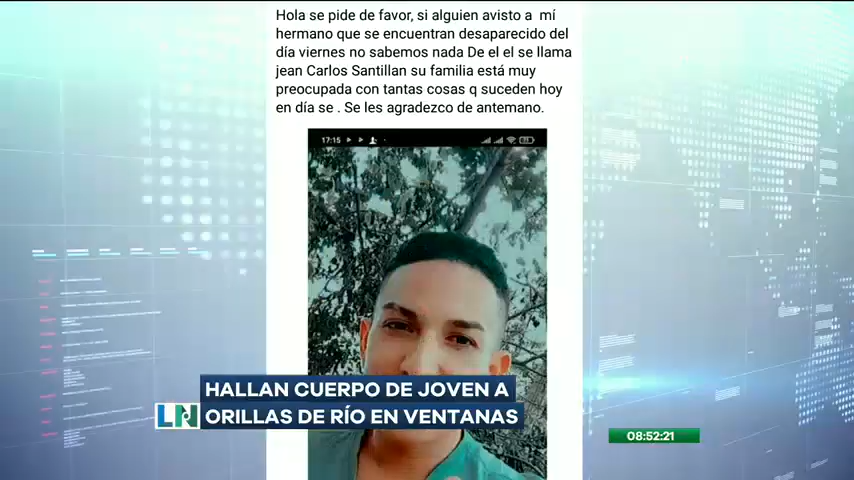 Hola se pide de favor, si alguien avisto a mí
hermano que se encuentran desaparecido del
día viernes no sabemos nada De el el se llama
jean Carlos Santillan su familia está muy
preocupada con tantas cosas q suceden hoy
en día se . Se les agradezco de antemano.
17:15
HALLAN CUERPO DE JOVEN A
LN ORILLAS DE RÍO EN VENTANAS
08:52:21